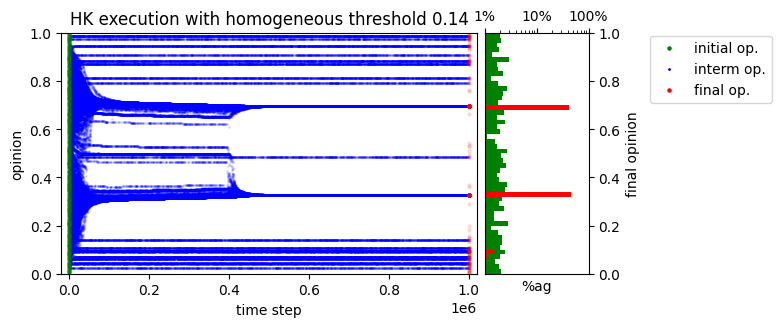 HK execution with homogeneous threshold 0.14
opinion
1.0
0.8
0.6
0.4
0.2
0.0
0.0 0.2 0.4 0.6 0.8 1.0
1e6
time step
1% 10% 100%
1.0
0.8
0.6
0.4
0.2
0.0
final opinion
%ag
initial op.
interm op.
final op.